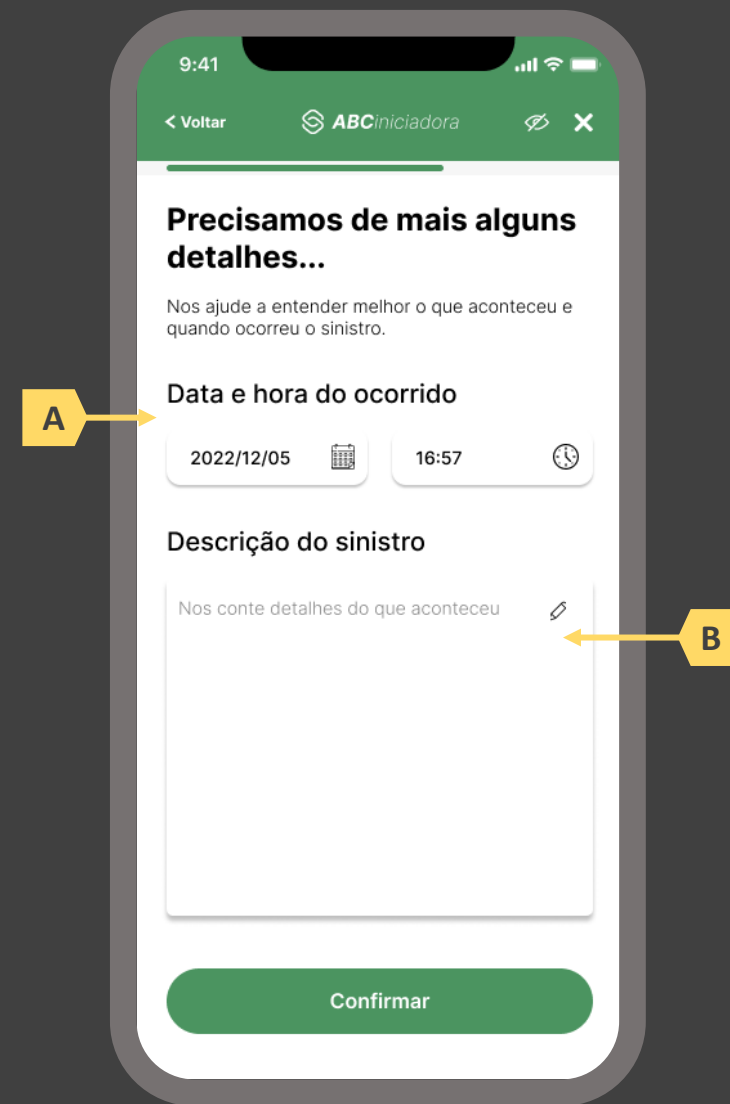 9:41
< Voltar
ABCiniciadora
Precisamos de mais alguns
detalhes...
Nos ajude a entender melhor o que aconteceu e
quando ocorreu o sinistro.
Data e hora do ocorrido
A
2022/12/05
16:57
Descrição do sinistro
Nos conte detalhes do que aconteceu
B
Confirmar